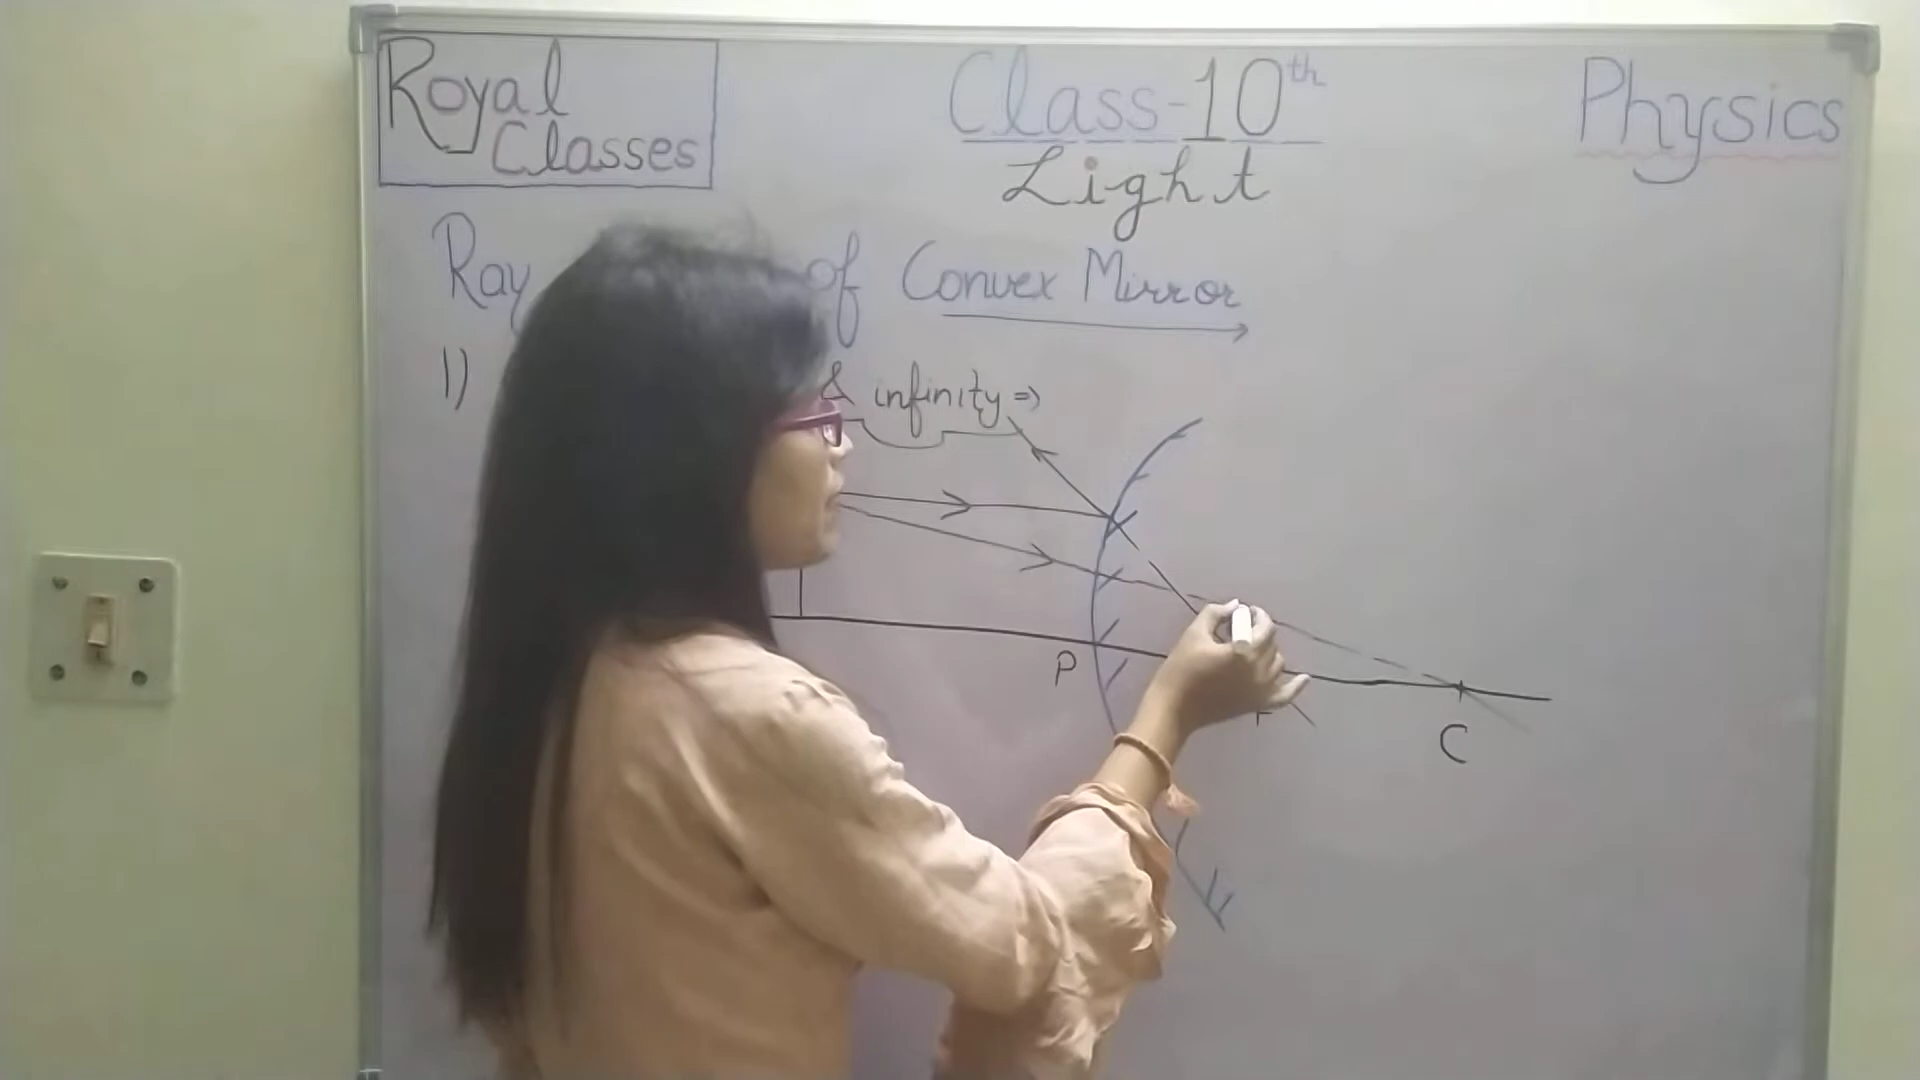 Royal
Classes
Class-10th
Light
Physics
Ray of Convex Mirror
1) & infinity =>
P
F
C